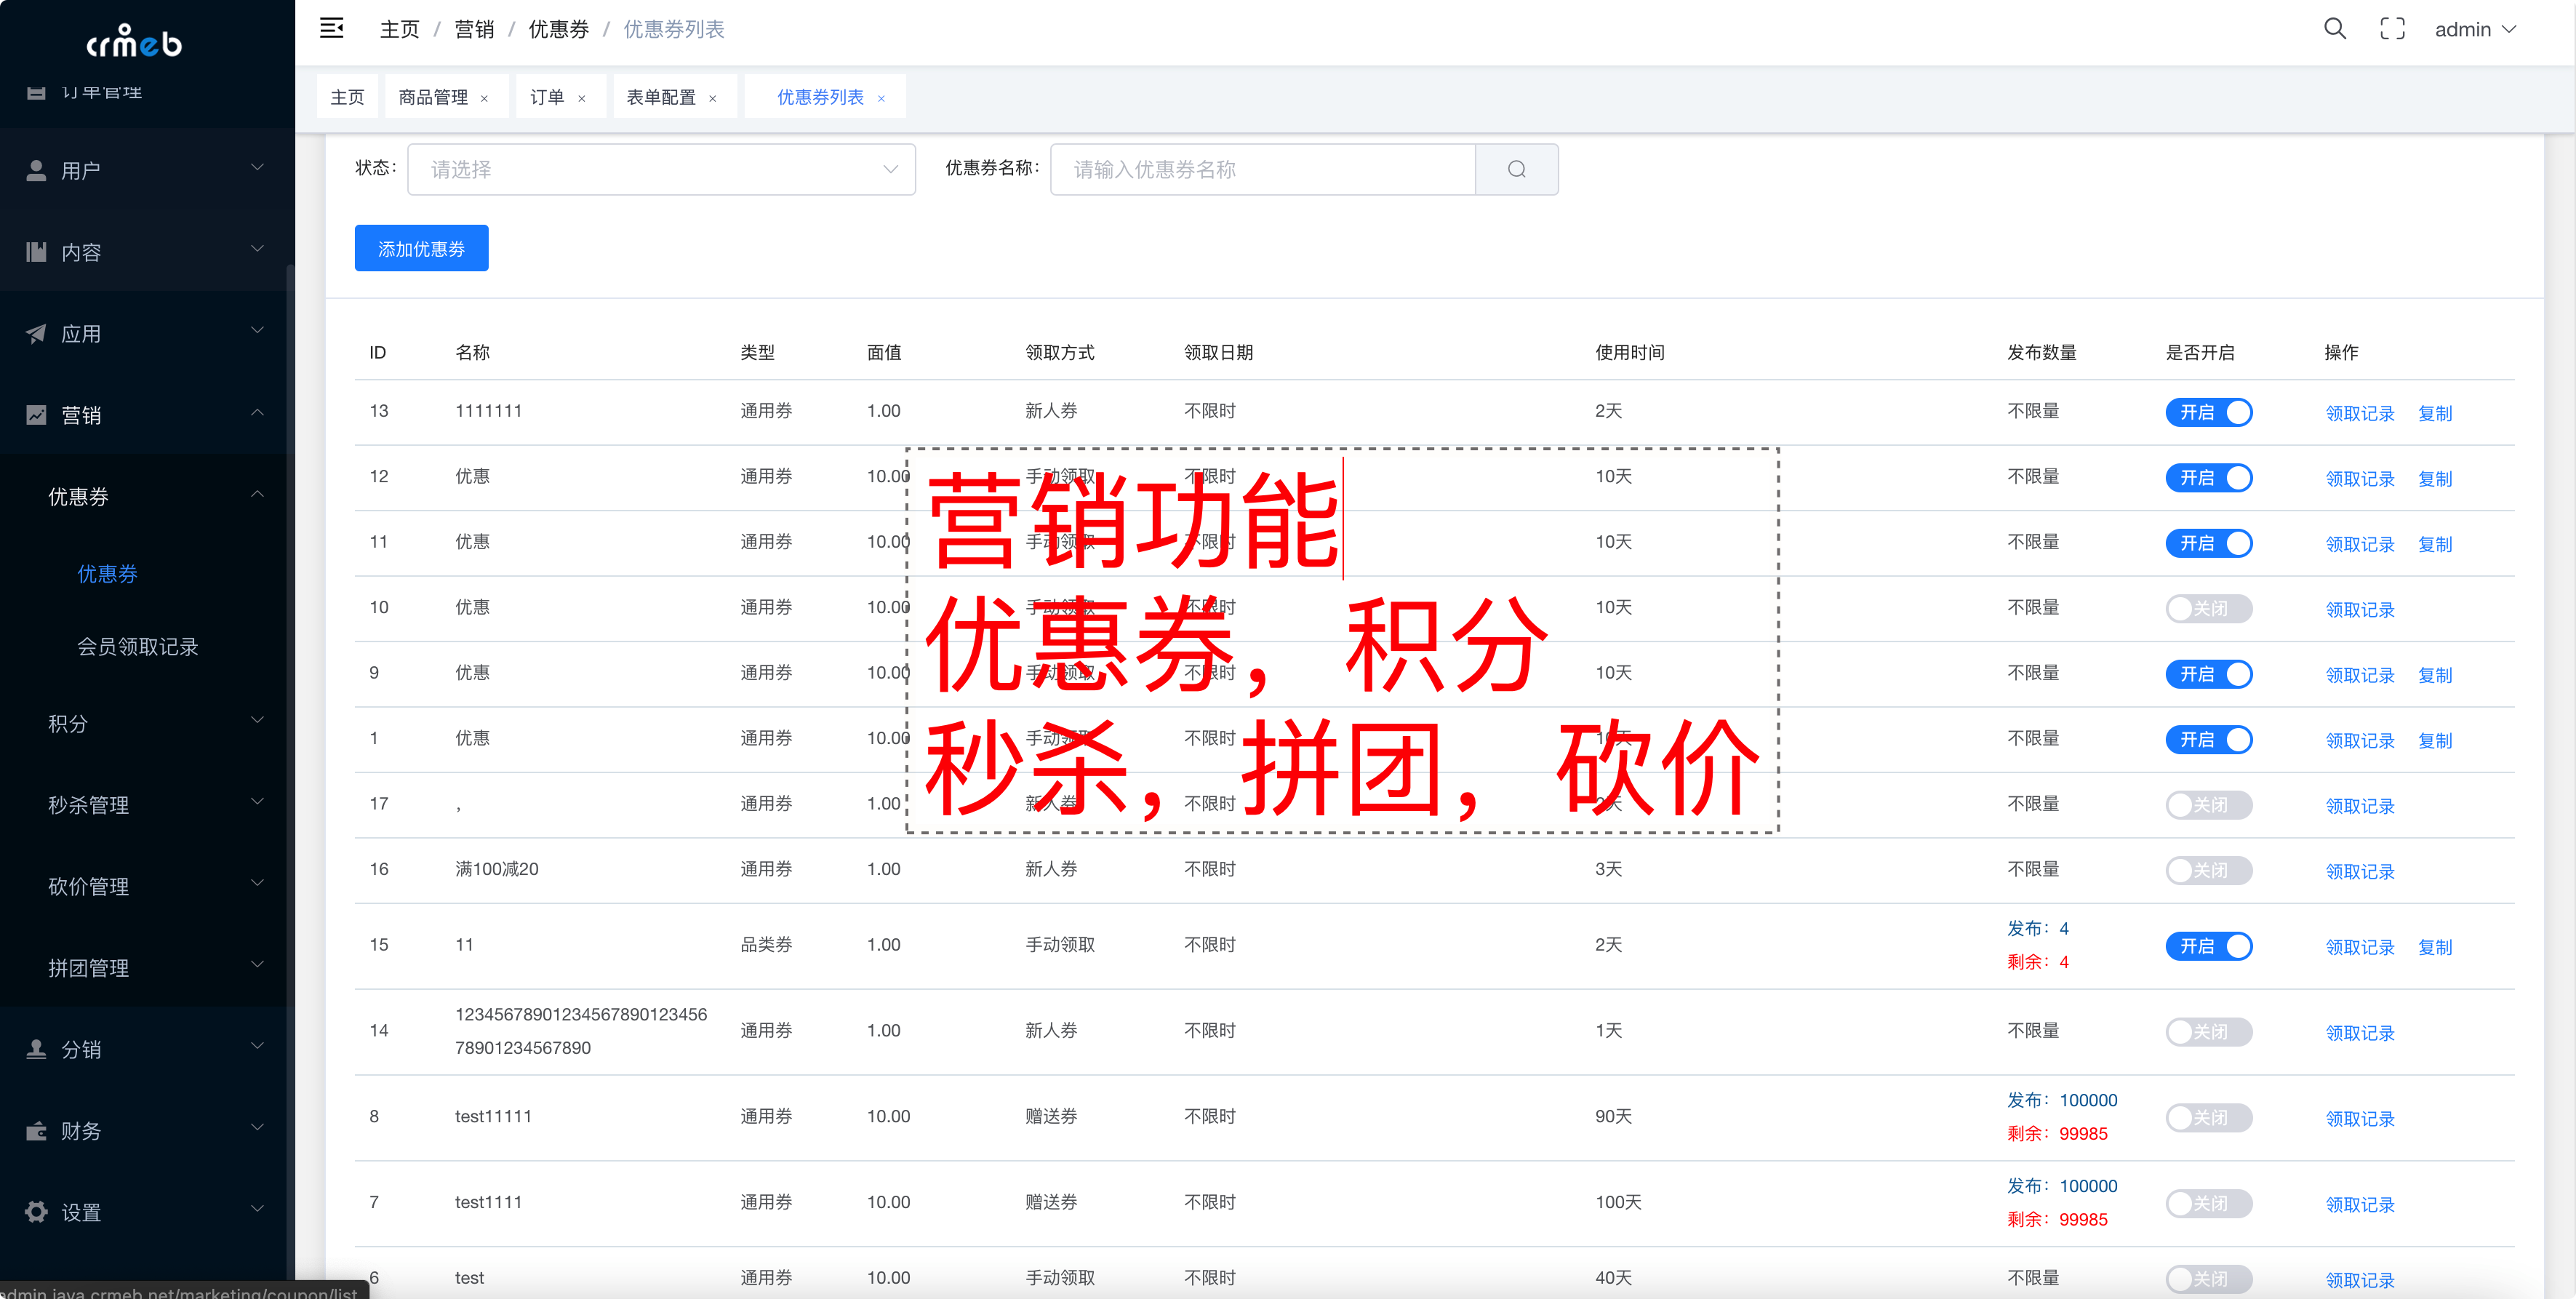 crmeb
订单管理
用户
内容
应用
营销
优惠券
优惠券
会员领取记录
积分
秒杀管理
砍价管理
拼团管理
分销
财务
设置
主页 / 营销 / 优惠券 / 优惠券列表
admin
主页 商品管理 × 订单 × 表单配置 × 优惠券列表 ×
状态： 请选择 优惠券名称： 请输入优惠券名称
添加优惠券
ID 名称 类型 面值 领取方式 领取日期 使用时间 发布数量 是否开启 操作
13 1111111 通用券 1.00 新人券 不限时 2天 不限量 开启 领取记录 复制
12 优惠 通用券 10.00 手动领取 不限时 10天 不限量 开启 领取记录 复制
11 优惠 通用券 10.00 手动领取 不限时 10天 不限量 开启 领取记录 复制
10 优惠 通用券 10.00 手动领取 不限时 10天 不限量 关闭 领取记录
9 优惠 通用券 10.00 手动领取 不限时 10天 不限量 开启 领取记录 复制
1 优惠 通用券 10.00 手动领取 不限时 10天 不限量 开启 领取记录 复制
17 , 通用券 1.00 新人券 不限时 不限量 关闭 领取记录
16 满100减20 通用券 1.00 新人券 不限时 3天 不限量 关闭 领取记录
15 11 品类券 1.00 手动领取 不限时 2天 发布：4 剩余：4 开启 领取记录 复制
14 12345678901234567890123456 78901234567890 通用券 1.00 新人券 不限时 1天 不限量 关闭 领取记录
8 test11111 通用券 10.00 赠送券 不限时 90天 发布：100000 剩余：99985 关闭 领取记录
7 test1111 通用券 10.00 赠送券 不限时 100天 发布：100000 剩余：99985 关闭 领取记录
6 test 通用券 10.00 手动领取 不限时 40天 不限量 关闭 领取记录
营销功能
优惠券，积分
秒杀，拼团，砍价
admin.java.crmeb.net/marketing/coupon/list